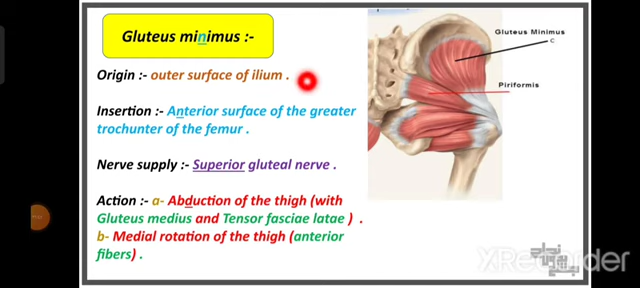 Gluteus minimus :-
Gluteus Minimus
C
Piriformis
Origin :- outer surface of ilium .
Insertion :- Anterior surface of the greater
trochunter of the femur .
Nerve supply :- Superior gluteal nerve .
Action :- a- Abduction of the thigh (with
Gluteus medius and Tensor fasciae latae ) .
b- Medial rotation of the thigh (anterior
fibers) .
XRecorder